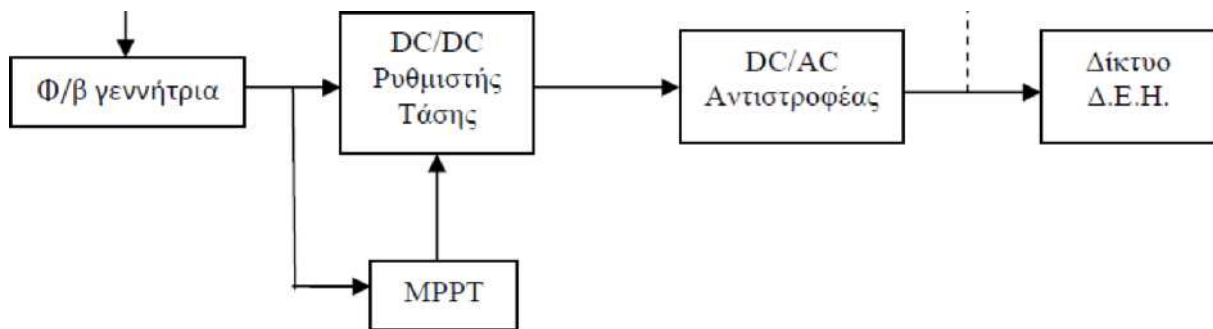 Φ/β γεννήτρια
DC/DC
Ρυθμιστής
Τάσης
DC/AC
Αντιστροφέας
Δίκτυο
Δ.Ε.Η.
MPPT